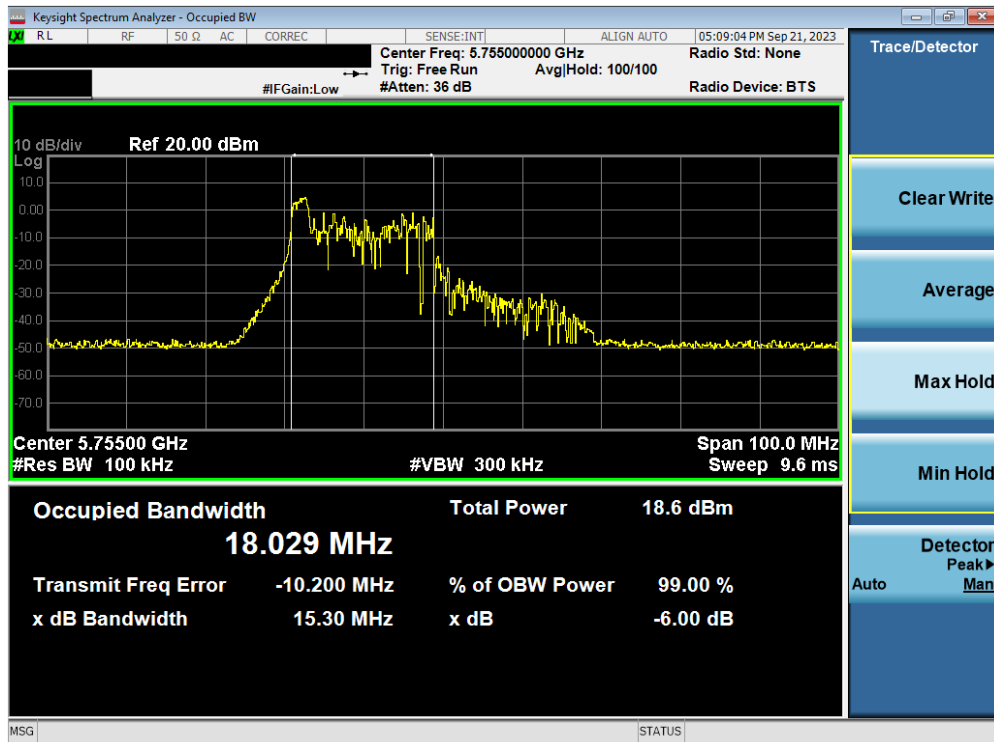 Keysight Spectrum Analyzer - Occupied BW
LXI RL RF 50 Ω AC CORREC SENSE:INT ALIGN AUTO 05:09:04 PM Sep 21, 2023
Center Freq: 5.755000000 GHz Radio Std: None
Trig: Free Run Avg|Hold: 100/100
#IFGain:Low #Atten: 36 dB Radio Device: BTS
Trace/Detector
10 dB/div Ref 20.00 dBm
Log
10.0
0.00
-10.0
-20.0
-30.0
-40.0
-50.0
-60.0
-70.0
Center 5.75500 GHz Span 100.0 MHz
#Res BW 100 kHz #VBW 300 kHz Sweep 9.6 ms
Occupied Bandwidth Total Power 18.6 dBm
18.029 MHz
Transmit Freq Error -10.200 MHz % of OBW Power 99.00 %
x dB Bandwidth 15.30 MHz x dB -6.00 dB
Clear Write
Average
Max Hold
Min Hold
Detector
Peak▶
Auto Man
MSG STATUS